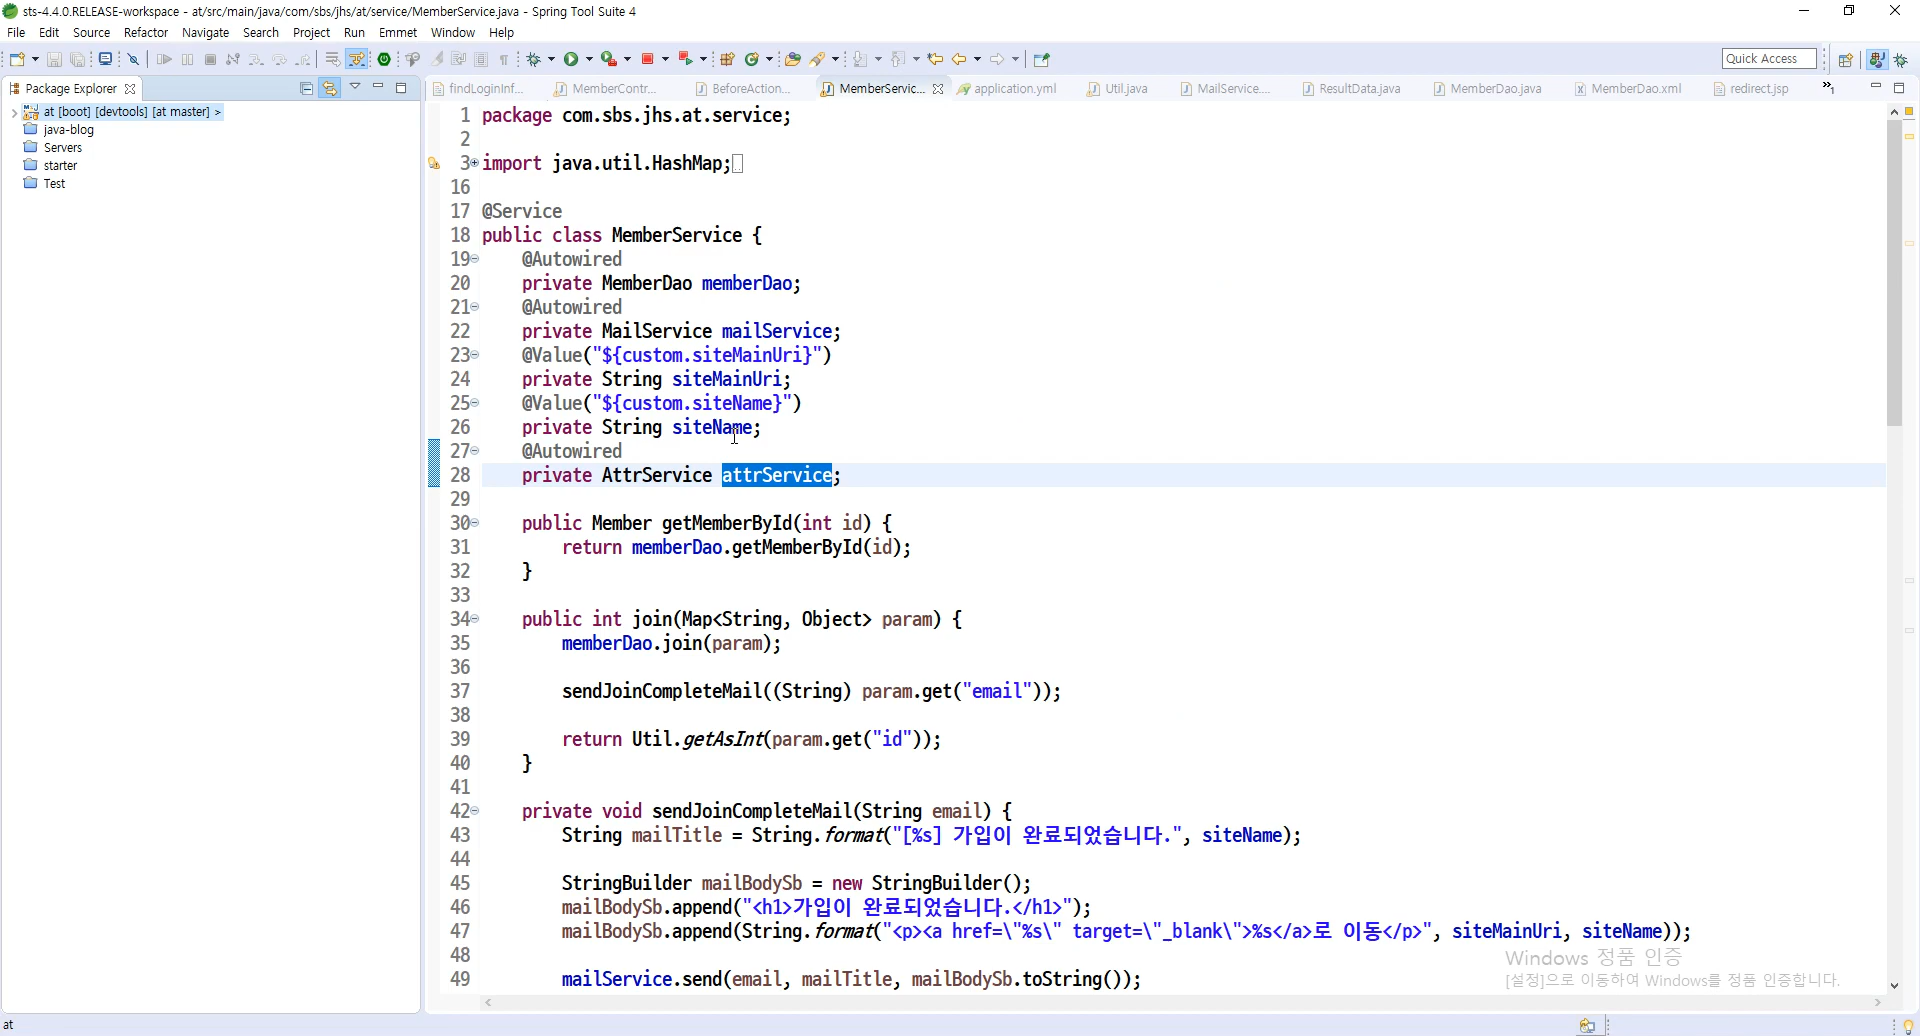 sts-4.4.0.RELEASE-workspace - at/src/main/java/com/sbs/jhs/at/service/MemberService.java - Spring Tool Suite 4
File Edit Source Refactor Navigate Search Project Run Emmet Window Help
Quick Access
Package Explorer
at [boot] [devtools] [at master] >
java-blog
Servers
starter
Test
findLoginInf... MemberContr... BeforeAction... MemberServic... application.yml Util.java MailService.... ResultData.java MemberDao.java MemberDao.xml redirect.jsp »1
1 package com.sbs.jhs.at.service;
2
3 import java.util.HashMap;
16
17 @Service
18 public class MemberService {
19 @Autowired
20 private MemberDao memberDao;
21 @Autowired
22 private MailService mailService;
23 @Value("${custom.siteMainUri}")
24 private String siteMainUri;
25 @Value("${custom.siteName}")
26 private String siteName;
27 @Autowired
28 private AttrService attrService;
29
30 public Member getMemberById(int id) {
31 return memberDao.getMemberById(id);
32 }
33
34 public int join(Map<String, Object> param) {
35 memberDao.join(param);
36
37 sendJoinCompleteMail((String) param.get("email"));
38
39 return Util.getAsInt(param.get("id"));
40 }
41
42 private void sendJoinCompleteMail(String email) {
43 String mailTitle = String.format("[%s] 가입이 완료되었습니다.", siteName);
44
45 StringBuilder mailBodySb = new StringBuilder();
46 mailBodySb.append("<h1>가입이 완료되었습니다.</h1>");
47 mailBodySb.append(String.format("<p><a href=\"%s\" target=\"_blank\">%s</a>로 이동</p>", siteMainUri, siteName));
48
49 mailService.send(email, mailTitle, mailBodySb.toString());
Windows 정품 인증
[설정]으로 이동하여 Windows를 정품 인증합니다.
at